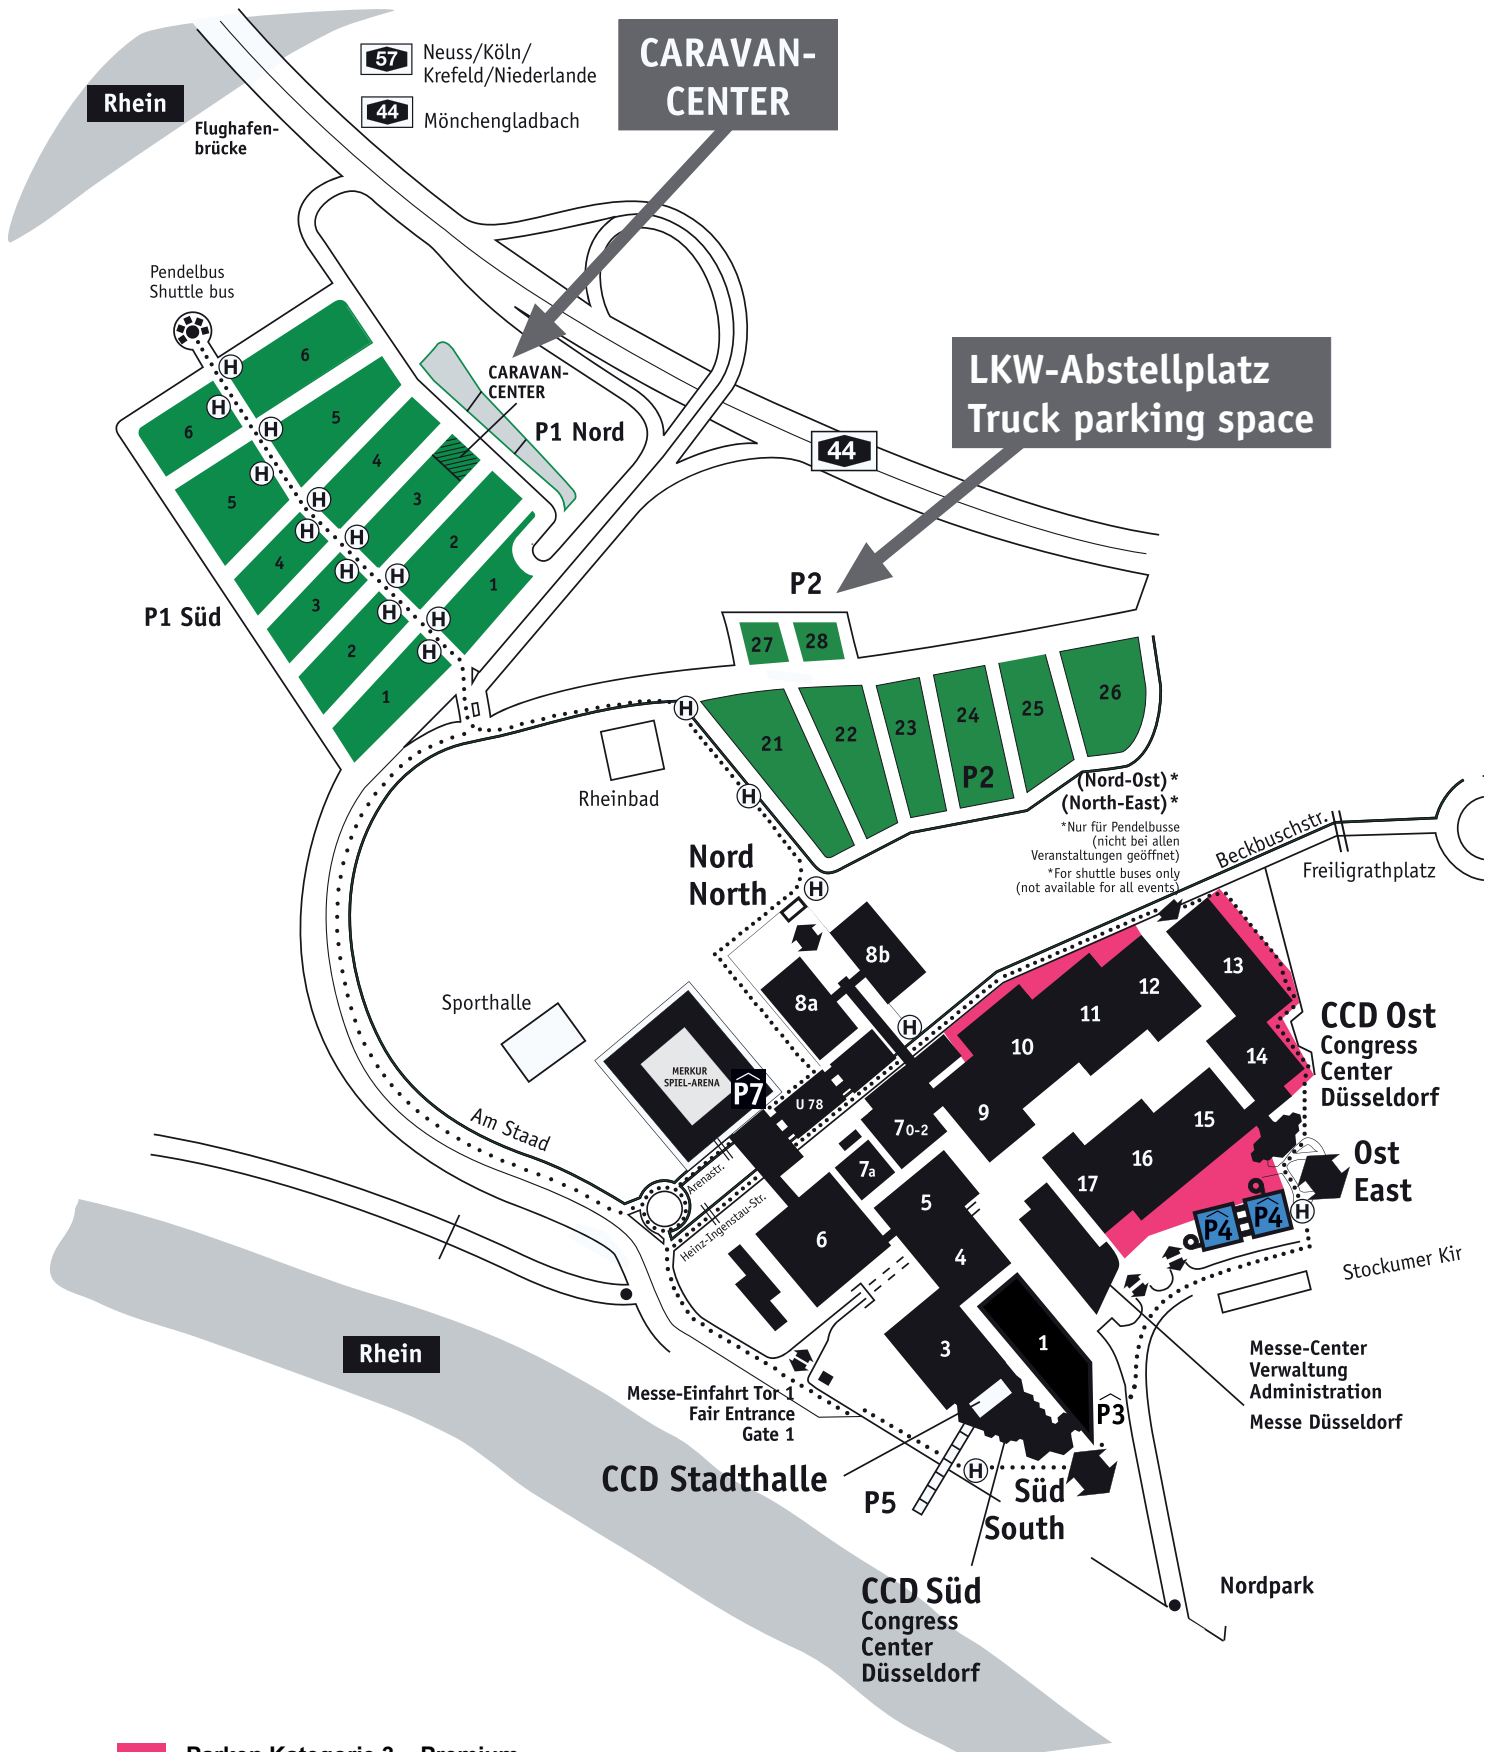 57
Neuss/Köln/
Krefeld/Niederlande
44
Mönchengladbach
CARAVAN-
CENTER
Rhein
Flughafen-
brücke
Pendelbus
Shuttle bus
H
H
H
H
H
H
H
H
H
H
H
H
6
6
5
5
4
4
3
3
2
2
1
1
CARAVAN-
CENTER
P1 Nord
P1 Süd
44
LKW-Abstellplatz
Truck parking space
P2
27
28
21
22
23
24
25
26
P2
H
H
H
(Nord-Ost)*
(North-East)*
*Nur für Pendelbusse
(nicht bei allen
Veranstaltungen geöffnet)
*For shuttle buses only
(not available for all events)
Rheinbad
Nord
North
Beckbuschstr.
Freiligrathplatz
Sporthalle
8b
8a
H
MERKUR
SPIEL-ARENA
P7
U 78
13
12
11
10
14
9
15
16
17
70-2
7a
5
6
4
3
1
CCD Ost
Congress
Center
Düsseldorf
Ost
East
P4
P4
H
Am Staad
Arenastr.
Heinz-Ingenstau-Str.
Stockumer Kir
Rhein
Messe-Center
Verwaltung
Administration
Messe Düsseldorf
Messe-Einfahrt Tor 1
Fair Entrance
Gate 1
P3
CCD Stadthalle
P5
H
Süd
South
CCD Süd
Congress
Center
Düsseldorf
Nordpark
Parken Kategorie 3 – Premium